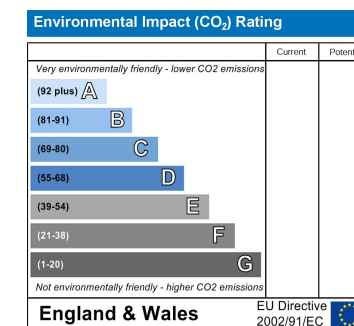 Environmental Impact (CO₂) Rating
Current
Very environmentally friendly - lower CO2 emissions
(92 plus) A
(81-91) B
(69-80) C
(55-68) D
(39-54) E
(21-38) F
(1-20) G
Not environmentally friendly - higher CO2 emissions
England & Wales
EU Directive
2002/91/EC